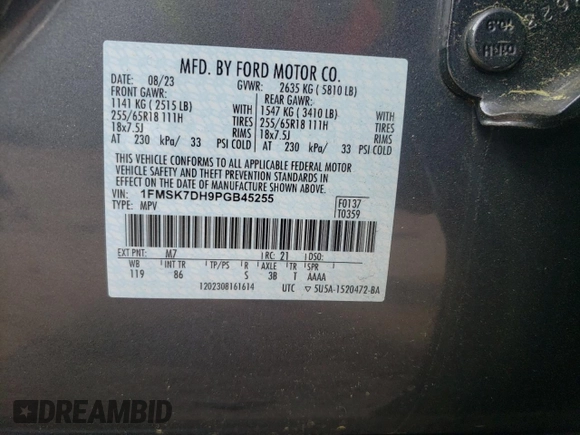 MFD. BY FORD MOTOR CO.
DATE: 08/23 GVWR: 2635 KG ( 5810 LB)
FRONT GAWR: REAR GAWR:
1141 KG ( 2515 LB) WITH 1547 KG ( 3410 LB) WITH
255/65R18 111H TIRES 255/65R18 111H TIRES
18x7.5J RIMS 18x7.5J RIMS
AT 230 kPa/ 33 PSI COLD AT 230 kPa/ 33 PSI COLD
THIS VEHICLE CONFORMS TO ALL APPLICABLE FEDERAL MOTOR
VEHICLE SAFETY AND THEFT PREVENTION STANDARDS IN
EFFECT ON THE DATE OF MANUFACTURE SHOWN ABOVE.
VIN: 1FMSK7DH9PGB45255
TYPE: MPV
F0137
T0359
EXT PNT: M7 RC: 21 DSO:
WB INT TR TP/PS R AXLE TR SPR
119 86 S 3B T AAAA
1202308161614 UTC ▽ 5U5A-1520472-BA
10.9
DREAMBID